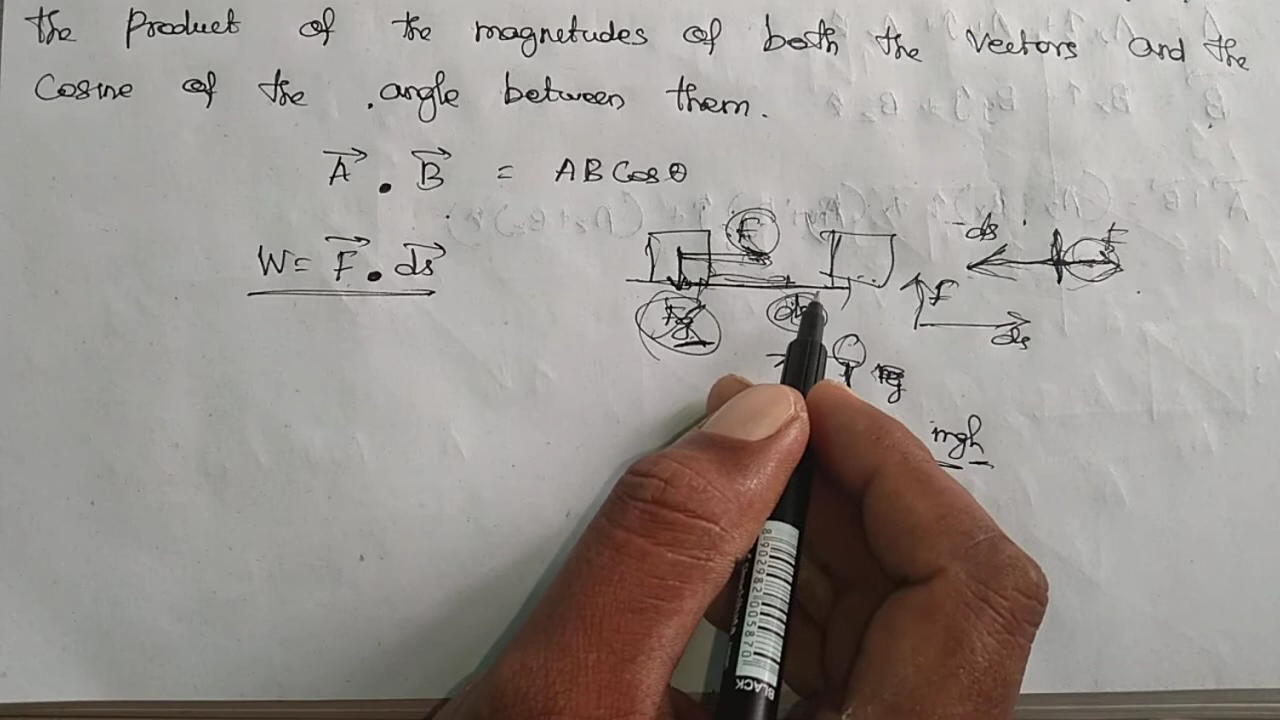 the product of the magnetudes of both the vectors and the
Cosine of the angle between them.
A . B = AB Cos θ
W = F . ds
F
ds
F
F
ds
mg
mgh
8902982005870
BLACK